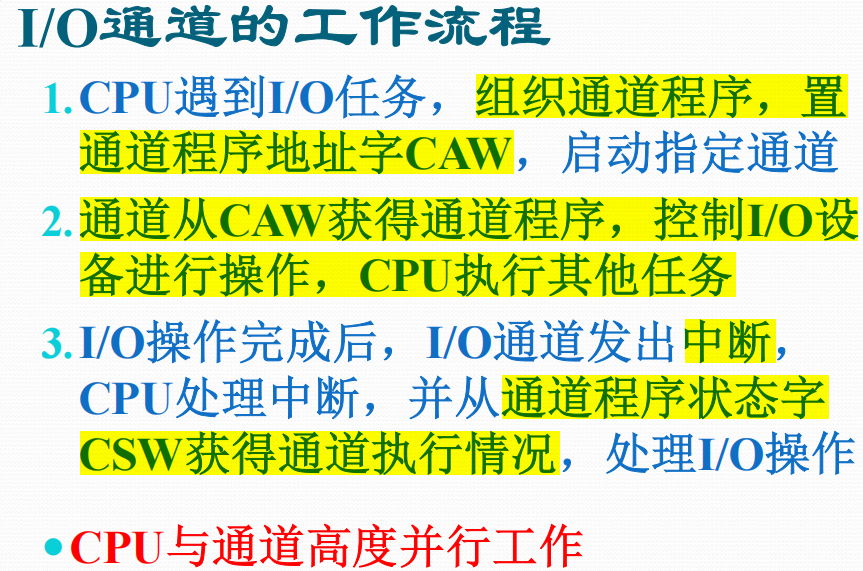 I/O通道的工作流程
1.CPU遇到I/O任务，组织通道程序，置
通道程序地址字CAW，启动指定通道
2.通道从CAW获得通道程序，控制I/O设
备进行操作，CPU执行其他任务
3.I/O操作完成后，I/O通道发出中断，
CPU处理中断，并从通道程序状态字
CSW获得通道执行情况，处理I/O操作
•CPU与通道高度并行工作